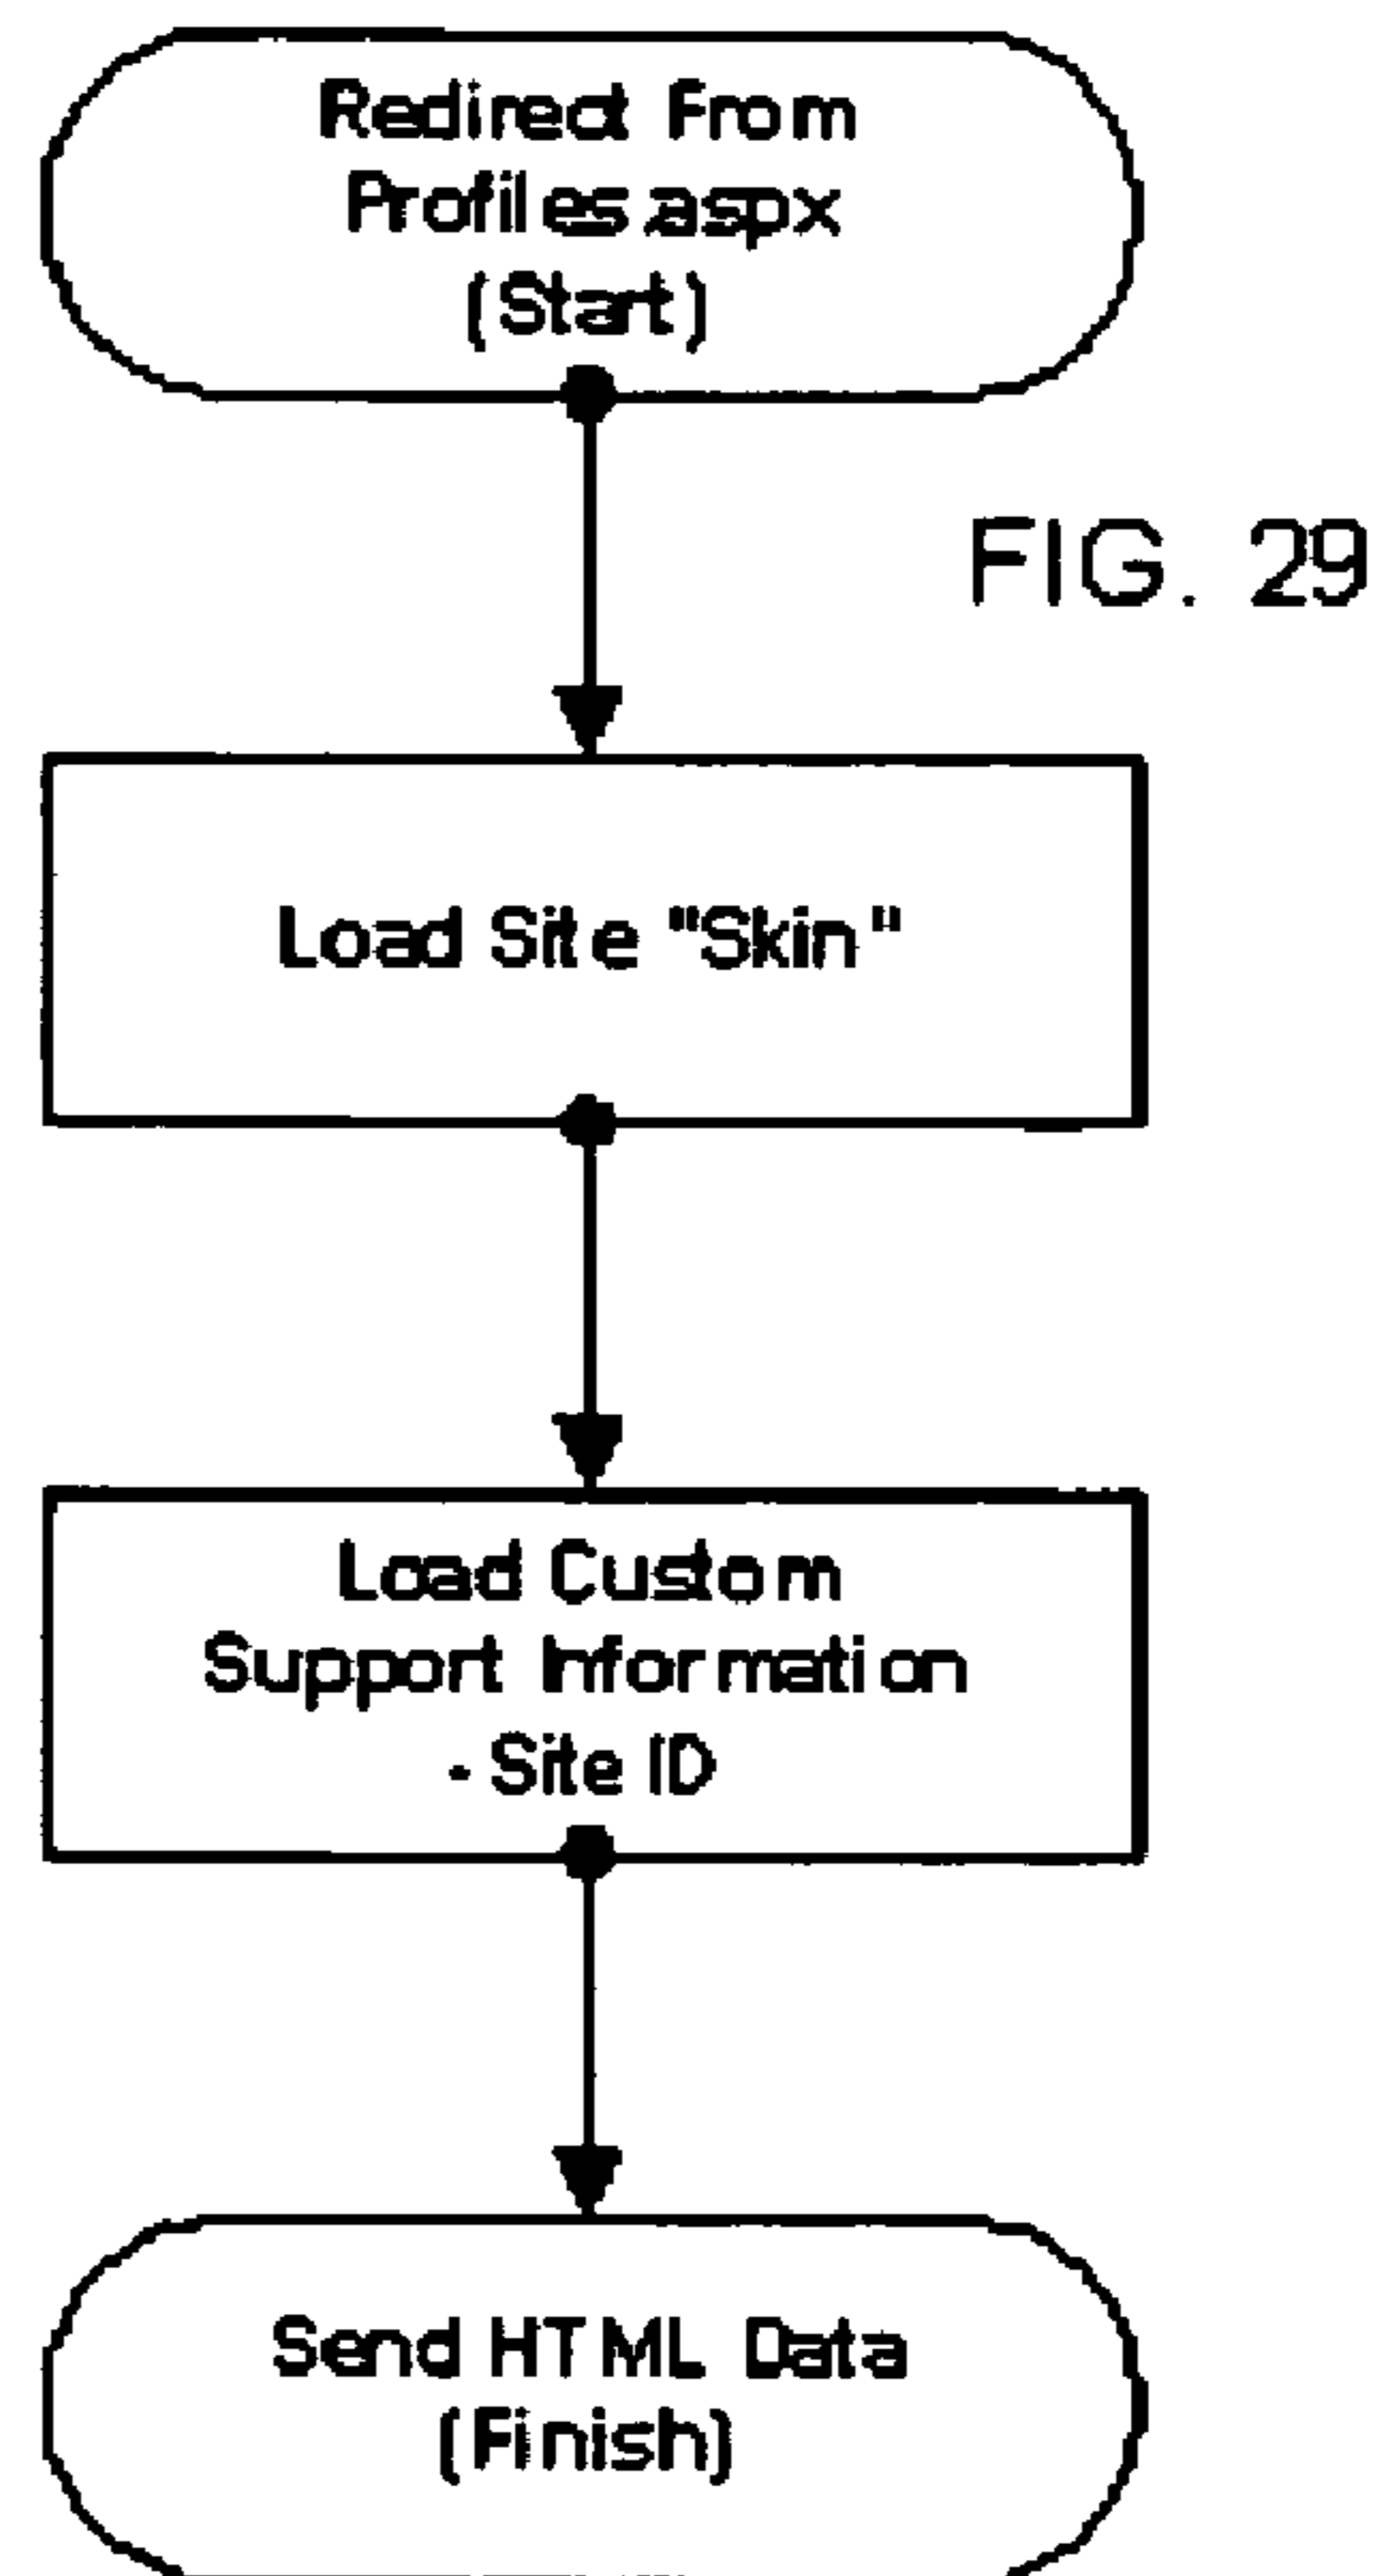 Redirect From
Profiles.aspx
(Start)
FIG. 29
Load Site "Skin"
Load Custom
Support Information
- Site ID
Send HTML Data
(Finish)